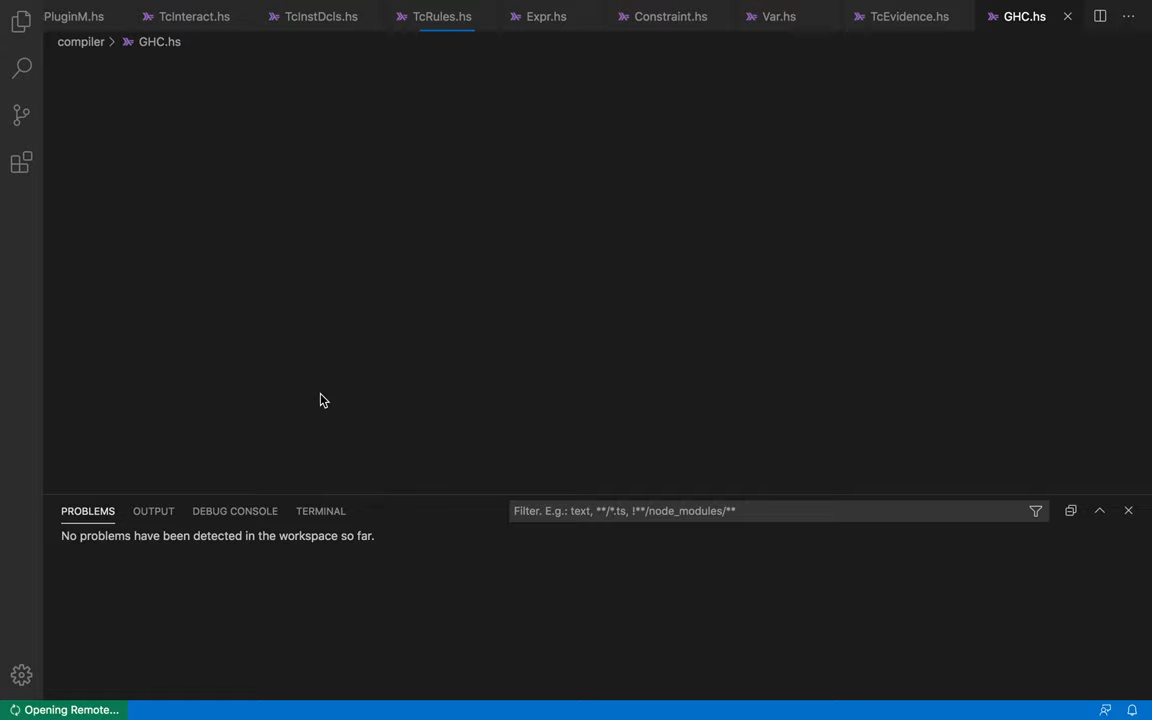 PluginM.hs TcInteract.hs TcInstDcls.hs TcRules.hs Expr.hs Constraint.hs Var.hs TcEvidence.hs GHC.hs
compiler GHC.hs
PROBLEMS OUTPUT DEBUG CONSOLE TERMINAL Filter. E.g.: text, **/*.ts, !**/node_modules/**
No problems have been detected in the workspace so far.
Opening Remote...